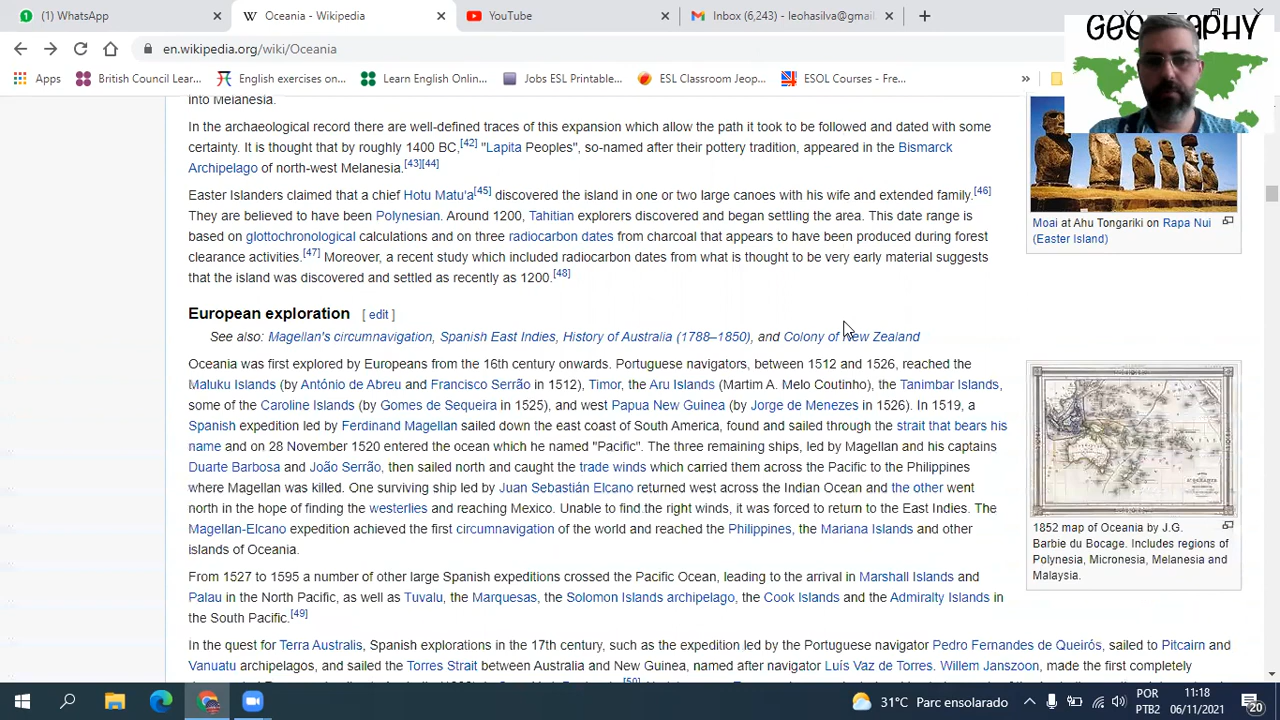 (1) WhatsApp
Oceania - Wikipedia
YouTube
Inbox (6,243) - leohasilva@gmail
en.wikipedia.org/wiki/Oceania
Apps
British Council Lear...
English exercises on...
Learn English Onlin...
Jobs ESL Printable...
ESL Classroom Jeop...
ESOL Courses - Fre...
»
GEOGRAPHY
into Melanesia.
In the archaeological record there are well-defined traces of this expansion which allow the path it took to be followed and dated with some
certainty. It is thought that by roughly 1400 BC,[42] "Lapita Peoples", so-named after their pottery tradition, appeared in the Bismarck
Archipelago of north-west Melanesia.[43][44]
Easter Islanders claimed that a chief Hotu Matu'a[45] discovered the island in one or two large canoes with his wife and extended family.[46]
They are believed to have been Polynesian. Around 1200, Tahitian explorers discovered and began settling the area. This date range is
based on glottochronological calculations and on three radiocarbon dates from charcoal that appears to have been produced during forest
clearance activities.[47] Moreover, a recent study which included radiocarbon dates from what is thought to be very early material suggests
that the island was discovered and settled as recently as 1200.[48]
Moai at Ahu Tongariki on Rapa Nui
(Easter Island)
European exploration [ edit ]
See also: Magellan's circumnavigation, Spanish East Indies, History of Australia (1788–1850), and Colony of New Zealand
Oceania was first explored by Europeans from the 16th century onwards. Portuguese navigators, between 1512 and 1526, reached the
Maluku Islands (by António de Abreu and Francisco Serrão in 1512), Timor, the Aru Islands (Martim A. Melo Coutinho), the Tanimbar Islands,
some of the Caroline Islands (by Gomes de Sequeira in 1525), and west Papua New Guinea (by Jorge de Menezes in 1526). In 1519, a
Spanish expedition led by Ferdinand Magellan sailed down the east coast of South America, found and sailed through the strait that bears his
name and on 28 November 1520 entered the ocean which he named "Pacific". The three remaining ships, led by Magellan and his captains
Duarte Barbosa and João Serrão, then sailed north and caught the trade winds which carried them across the Pacific to the Philippines
where Magellan was killed. One surviving ship led by Juan Sebastián Elcano returned west across the Indian Ocean and the other went
north in the hope of finding the westerlies and reaching Mexico. Unable to find the right winds, it was forced to return to the East Indies. The
Magellan-Elcano expedition achieved the first circumnavigation of the world and reached the Philippines, the Mariana Islands and other
islands of Oceania.
1852 map of Oceania by J.G.
Barbie du Bocage. Includes regions of
Polynesia, Micronesia, Melanesia and
Malaysia.
From 1527 to 1595 a number of other large Spanish expeditions crossed the Pacific Ocean, leading to the arrival in Marshall Islands and
Palau in the North Pacific, as well as Tuvalu, the Marquesas, the Solomon Islands archipelago, the Cook Islands and the Admiralty Islands in
the South Pacific.[49]
In the quest for Terra Australis, Spanish explorations in the 17th century, such as the expedition led by the Portuguese navigator Pedro Fernandes de Queirós, sailed to Pitcairn and
Vanuatu archipelagos, and sailed the Torres Strait between Australia and New Guinea, named after navigator Luís Vaz de Torres. Willem Janszoon, made the first completely
31°C Parc ensolarado
POR
PTB2
11:18
06/11/2021
20